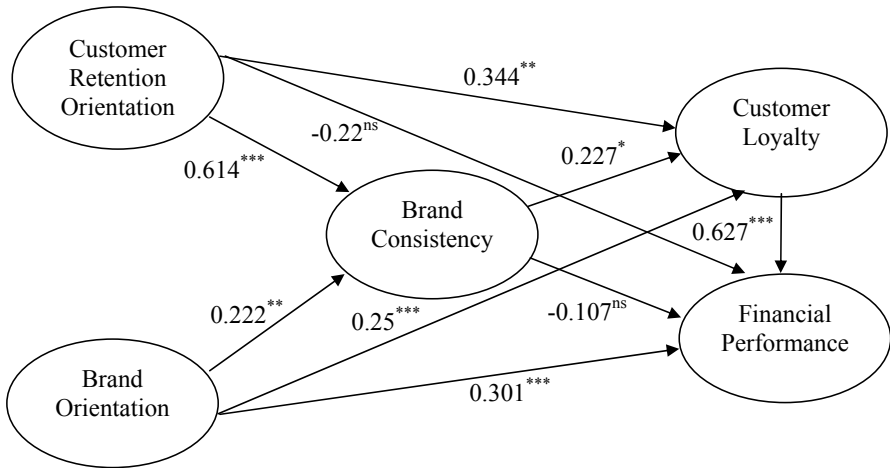 Customer
Retention
Orientation
0.344**
Customer
Loyalty
-0.22ns
0.227*
0.614***
Brand
Consistency
0.627***
0.222**
0.25***
-0.107ns
Financial
Performance
Brand
Orientation
0.301***